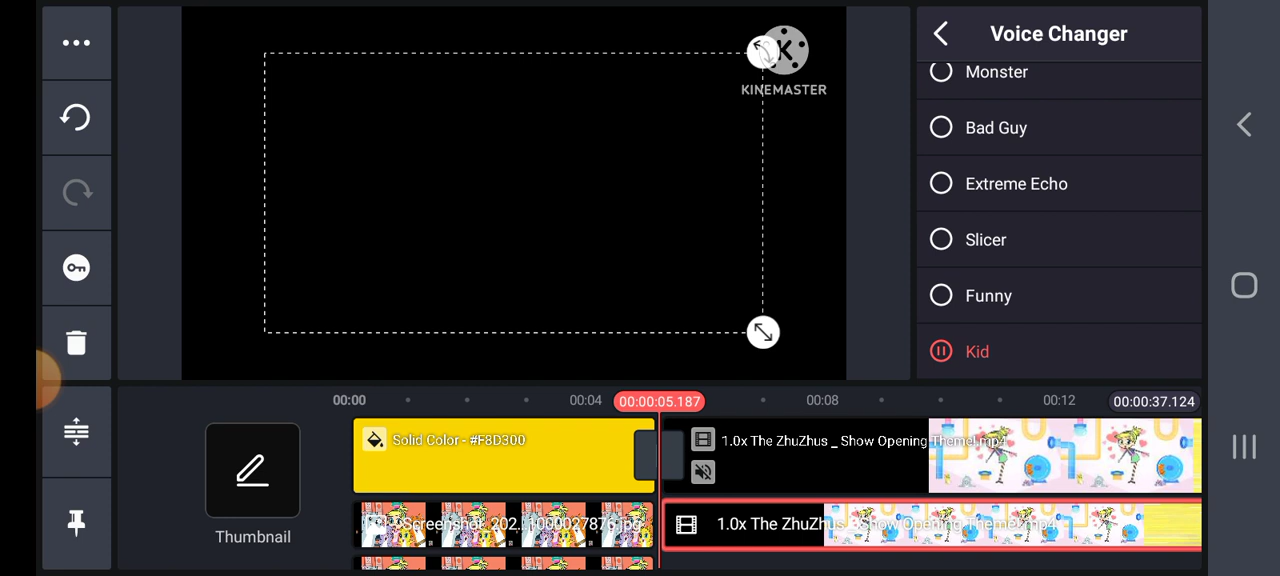 Voice Changer
Monster
Bad Guy
Extreme Echo
Slicer
Funny
Kid
KINEMASTER
00:00
00:04
00:00:05.187
00:08
00:12
00:00:37.124
Solid Color - #F8D300
1.0x The ZhuZhus _ Show Opening Theme!.mp4
Screenshot_202...1000027876.jpg
1.0x The ZhuZhus _ Show Opening Theme!.mp4
Thumbnail